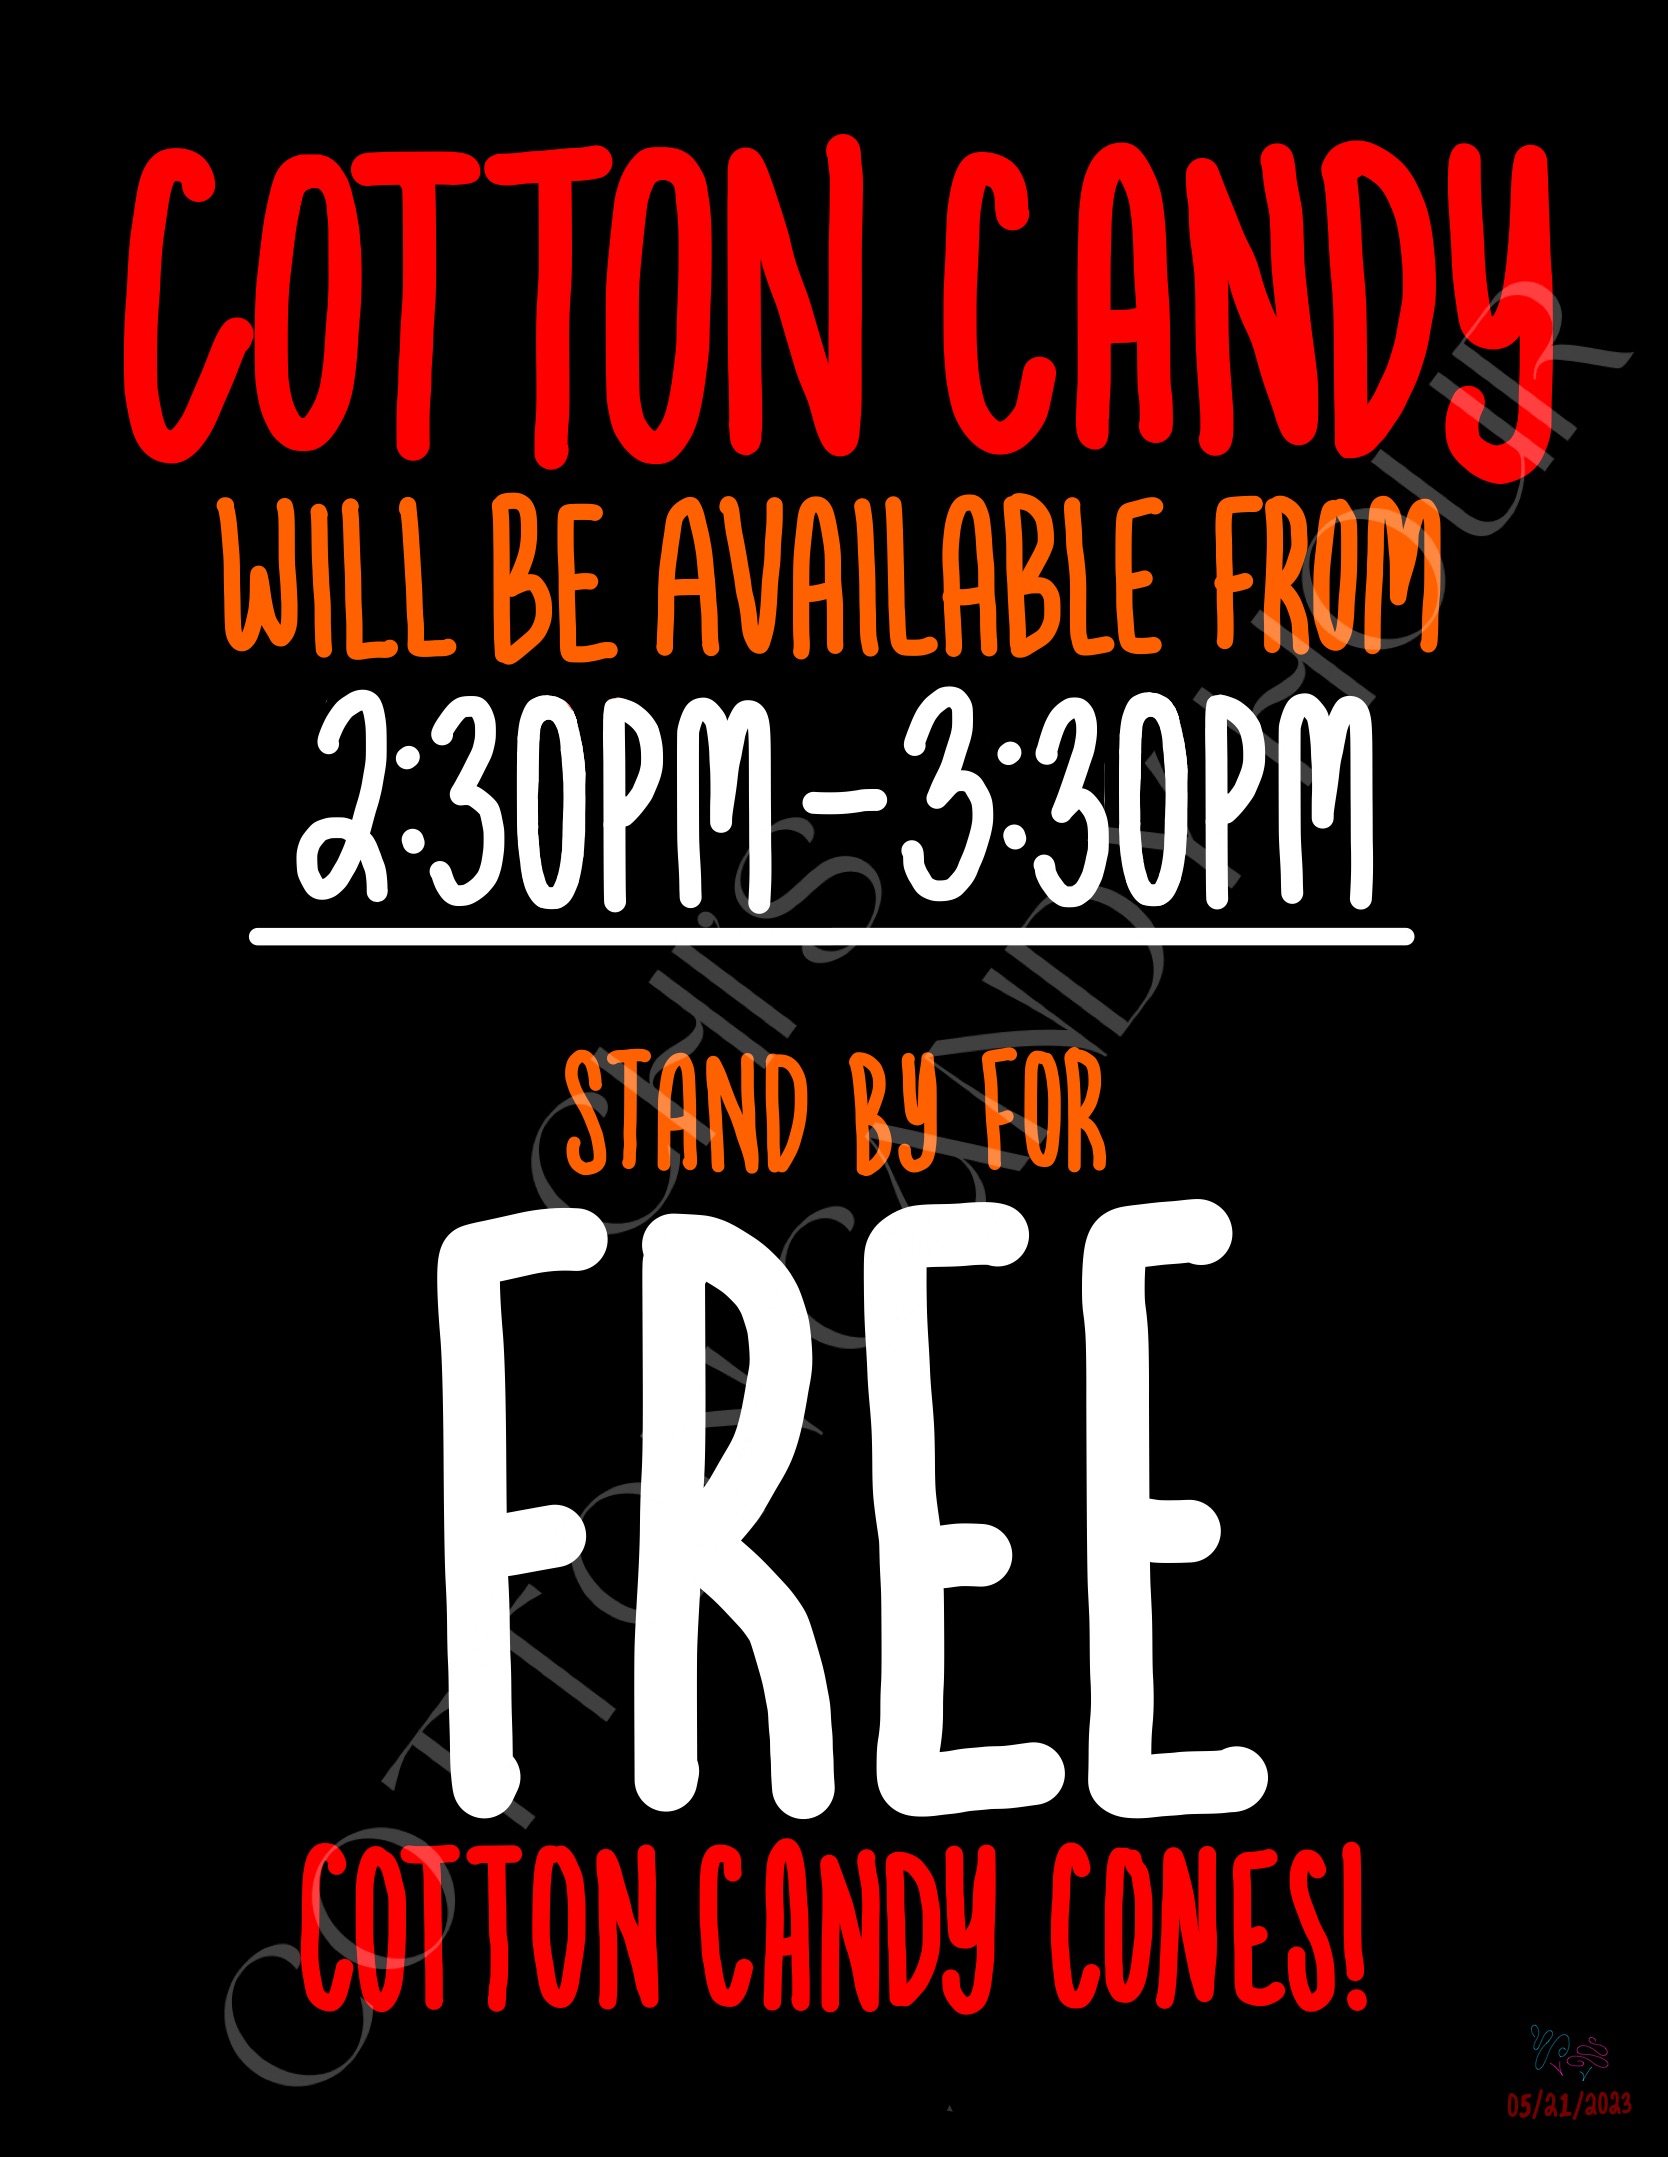 COTTON CANDY
WILL BE AVAILABLE FROM
2:30PM-3:30PM
STAND BY FOR
FREE
COTTON CANDY CONES!
05/21/2023